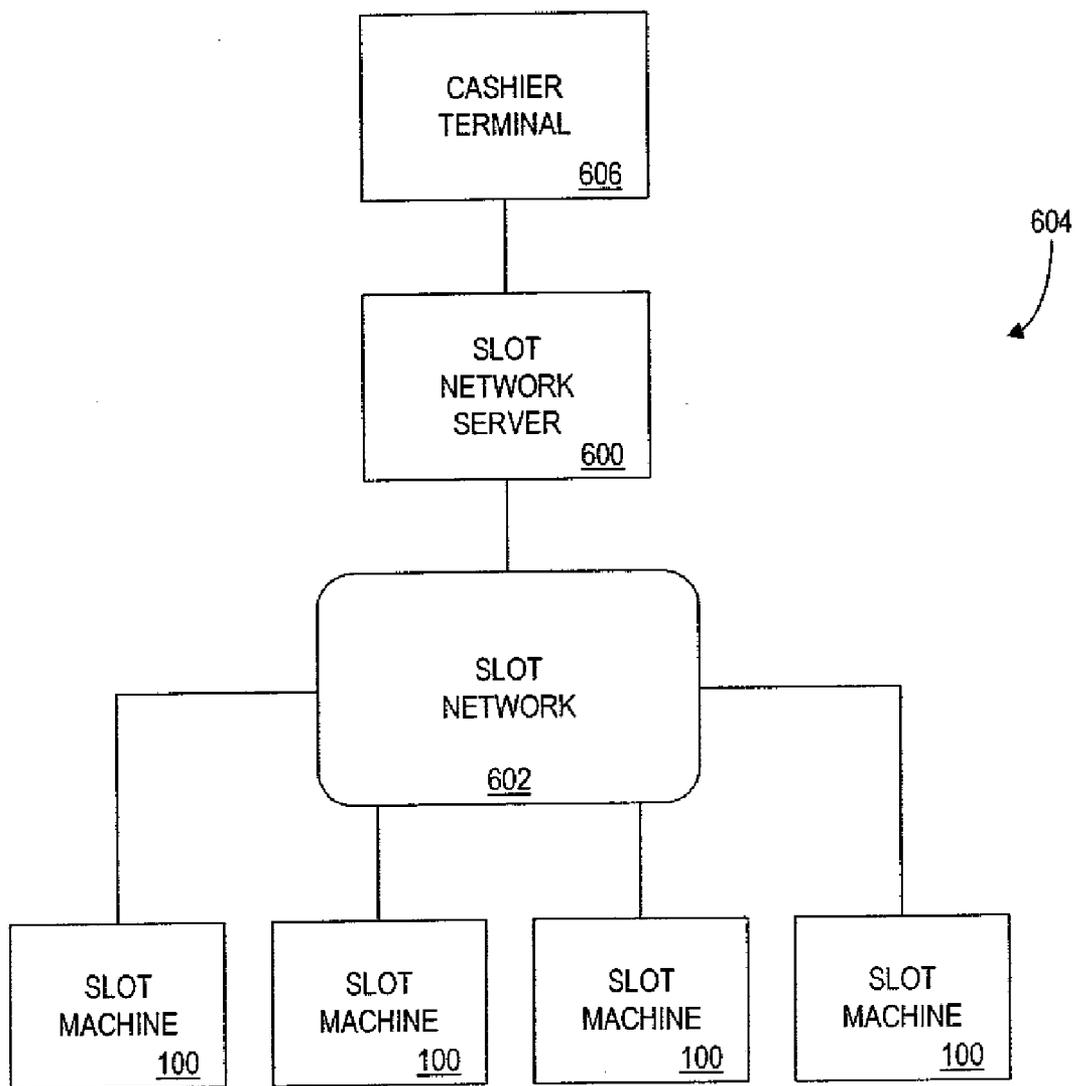 CASHIER
TERMINAL
606
604
SLOT
NETWORK
SERVER
600
SLOT
NETWORK
602
SLOT
MACHINE
100
SLOT
MACHINE
100
SLOT
MACHINE
100
SLOT
MACHINE
100